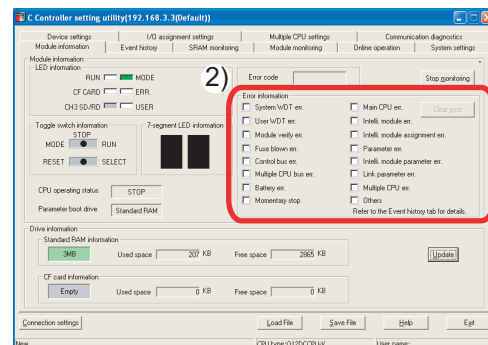 C Controller setting utility(192.168.3.3(Default))
Device settings I/O assignment settings Multiple CPU settings Communication diagnostics
Module information Event history SRAM monitoring Module monitoring Online operation System settings
Module information
LED information
RUN MODE
CF CARD ERR.
CH3 SD/RD USER
2)
Error code
Stop monitoring
Toggle switch information
STOP
MODE RUN
RESET SELECT
7-segment LED information
Error information
System WDT err. Main CPU err. Clear error
User WDT err. Intelli. module err.
Module verify err. Intelli. module assignment err.
Fuse blown err. Parameter err.
Control bus err. Intelli. module parameter err.
Multiple CPU bus err. Link parameter err.
Battery err. Multiple CPU err.
Momentary stop Others
Refer to the Event history tab for details.
CPU operating status STOP
Parameter boot drive Standard RAM
Drive information
Standard RAM information
3MB Used space 207 KB Free space 2865 KB
Update
CF card information
Empty Used space 0 KB Free space 0 KB
Connection settings Load File Save File Help Exit
New CPU type:Q12DCCPU-V User name: